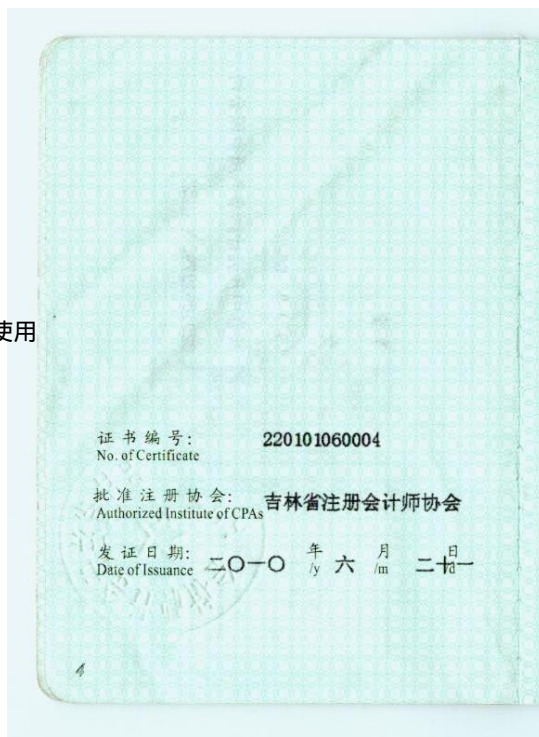 使用
证书编号: 220101060004
No. of Certificate
批准注册协会: 吉林省注册会计师协会
Authorized Institute of CPAs
发证日期: 二〇一〇 年 六 月 二十一 日
Date of Issuance /y /m /d
4